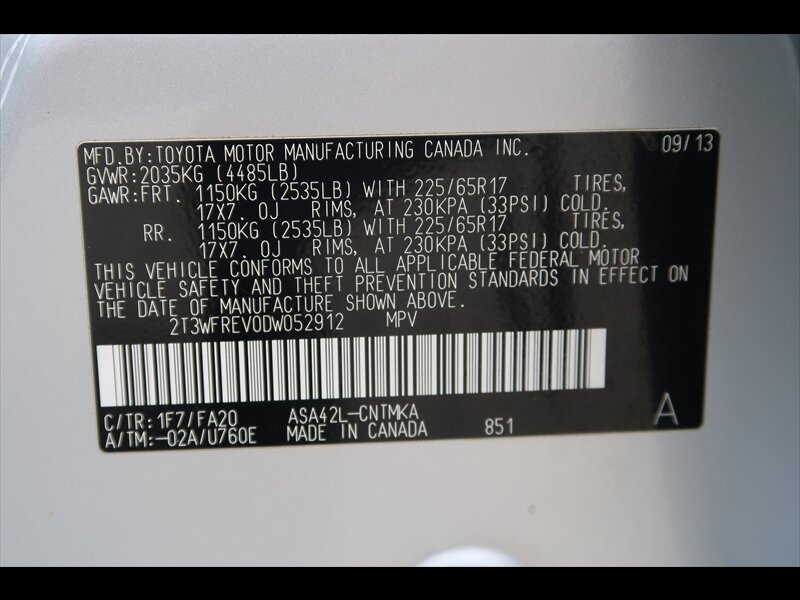 MFD.BY:TOYOTA MOTOR MANUFACTURING CANADA INC. 09/13
GVWR:2035KG (4485LB)
GAWR:FRT. 1150KG (2535LB) WITH 225/65R17 TIRES,
17X7.0J RIMS, AT 230KPA (33PSI) COLD.
RR. 1150KG (2535LB) WITH 225/65R17 TIRES,
17X7.0J RIMS, AT 230KPA (33PSI) COLD.
THIS VEHICLE CONFORMS TO ALL APPLICABLE FEDERAL MOTOR
VEHICLE SAFETY AND THEFT PREVENTION STANDARDS IN EFFECT ON
THE DATE OF MANUFACTURE SHOWN ABOVE.
2T3WFREV0DW052912 MPV
C/TR:1F7/FA20 ASA42L-CNTMKA A
A/TM:-02A/U760E MADE IN CANADA 851